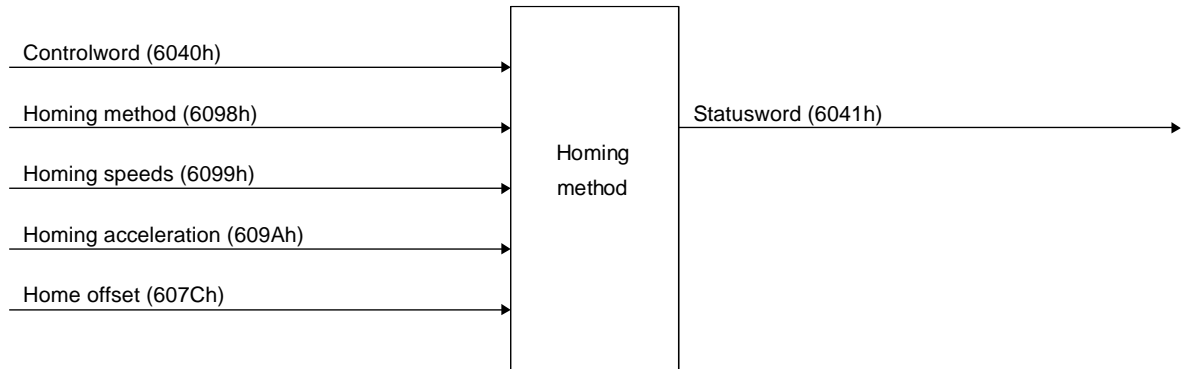 Controlword (6040h)
Homing method (6098h)
Homing speeds (6099h)
Homing acceleration (609Ah)
Home offset (607Ch)
Homing
method
Statusword (6041h)